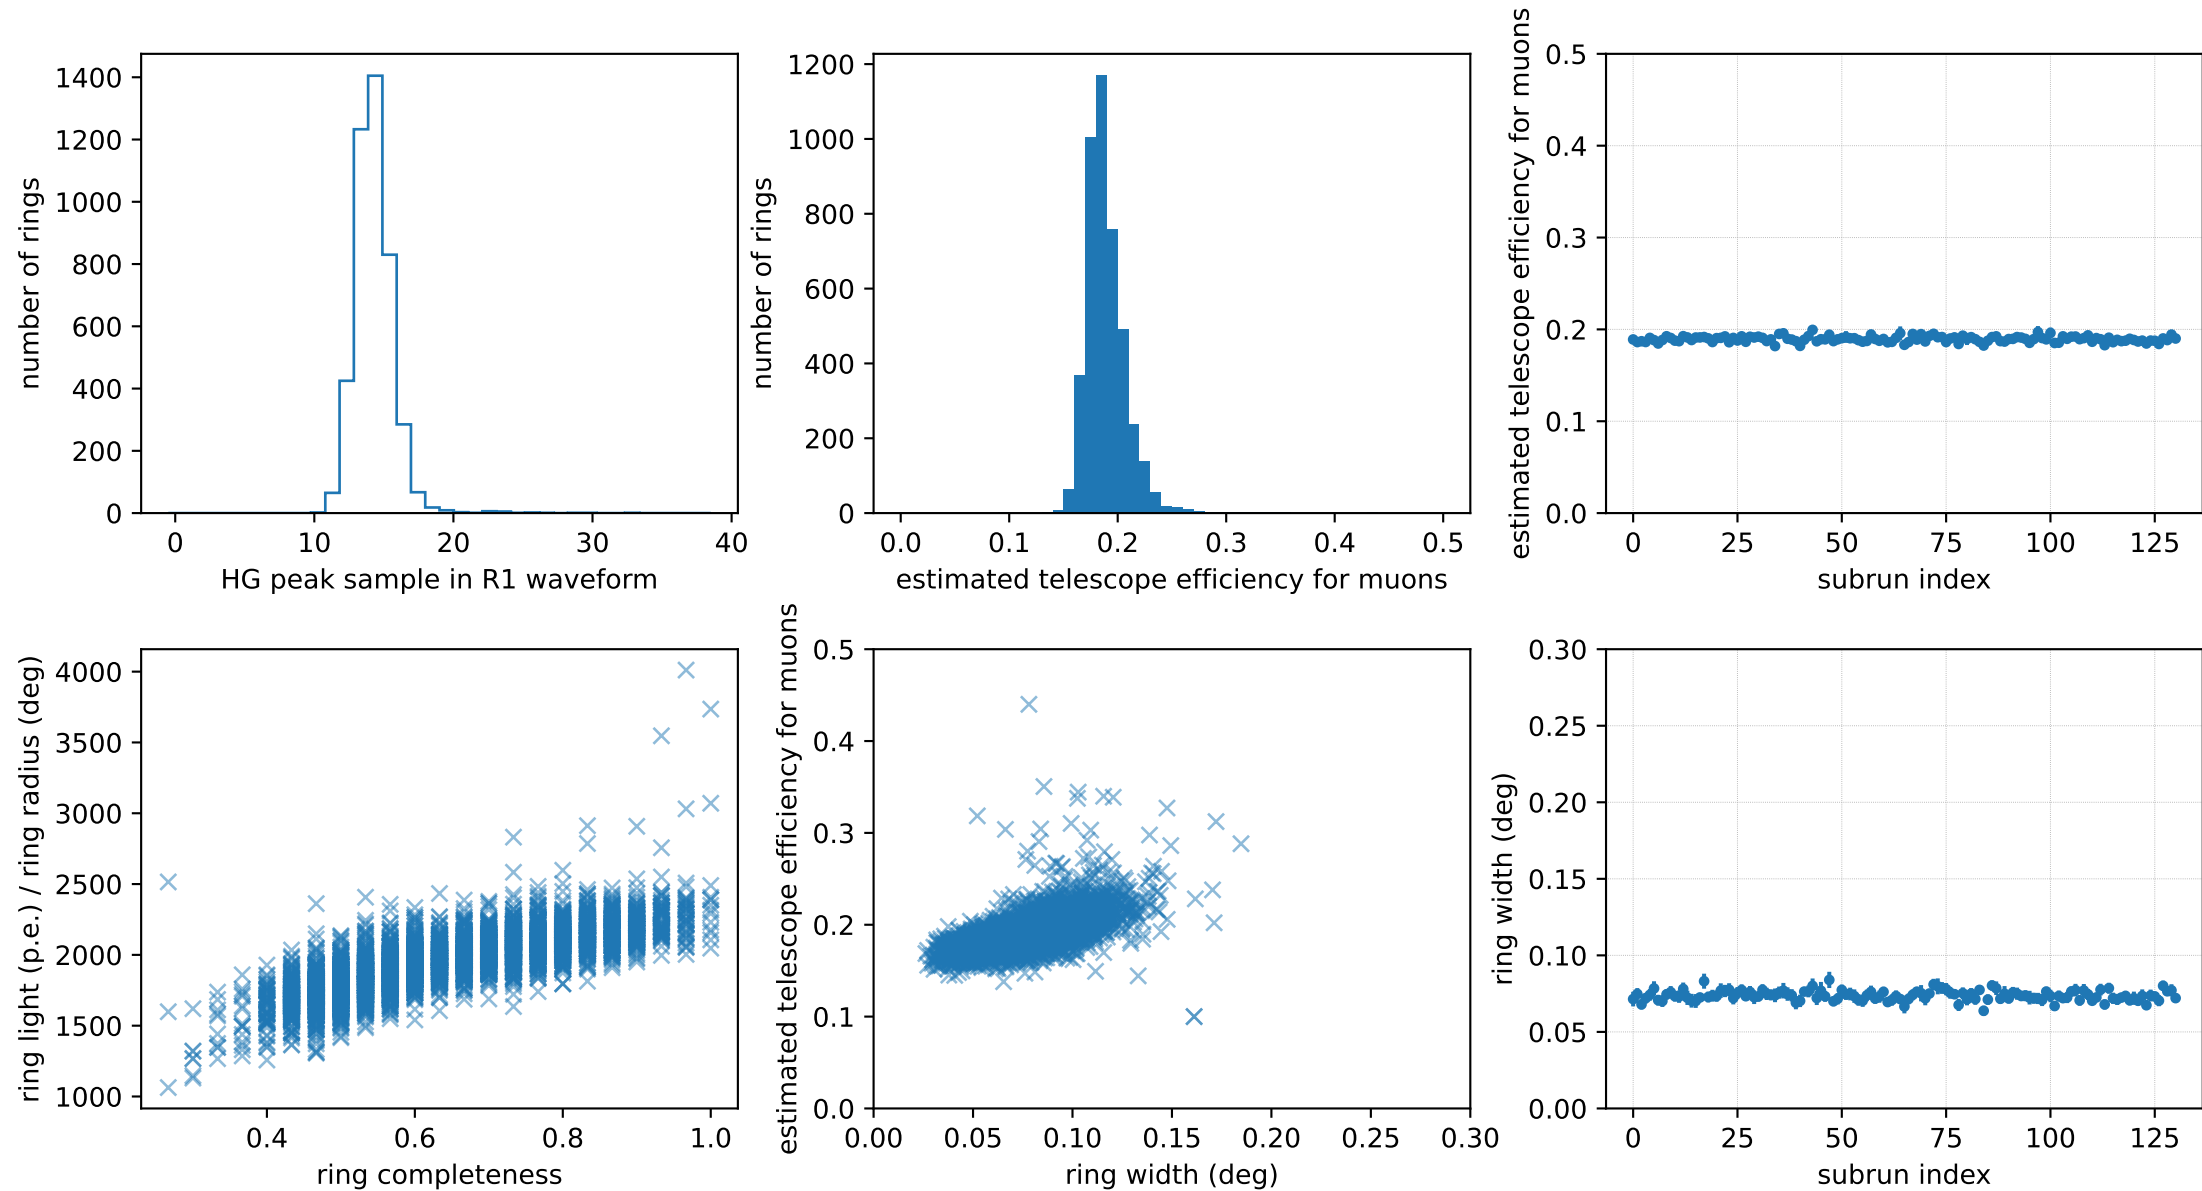 1400
1200
1000
800
600
400
200
0
number of rings
0 10 20 30 40
HG peak sample in R1 waveform
1200
1000
800
600
400
200
0
number of rings
0.0 0.1 0.2 0.3 0.4 0.5
estimated telescope efficiency for muons
0.5
0.4
0.3
0.2
0.1
0.0
estimated telescope efficiency for muons
0 25 50 75 100 125
subrun index
4000
3500
3000
2500
2000
1500
1000
ring light (p.e.) / ring radius (deg)
0.4 0.6 0.8 1.0
ring completeness
0.5
0.4
0.3
0.2
0.1
0.0
estimated telescope efficiency for muons
0.00 0.05 0.10 0.15 0.20 0.25 0.30
ring width (deg)
0.30
0.25
0.20
0.15
0.10
0.05
0.00
ring width (deg)
0 25 50 75 100 125
subrun index